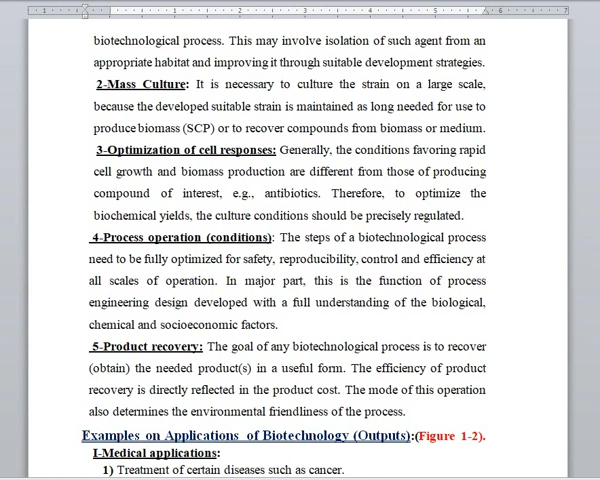 biotechnological process. This may involve isolation of such agent from an
appropriate habitat and improving it through suitable development strategies.
2-Mass Culture: It is necessary to culture the strain on a large scale,
because the developed suitable strain is maintained as long needed for use to
produce biomass (SCP) or to recover compounds from biomass or medium.
3-Optimization of cell responses: Generally, the conditions favoring rapid
cell growth and biomass production are different from those of producing
compound of interest, e.g., antibiotics. Therefore, to optimize the
biochemical yields, the culture conditions should be precisely regulated.
4-Process operation (conditions): The steps of a biotechnological process
need to be fully optimized for safety, reproducibility, control and efficiency at
all scales of operation. In major part, this is the function of process
engineering design developed with a full understanding of the biological,
chemical and socioeconomic factors.
5-Product recovery: The goal of any biotechnological process is to recover
(obtain) the needed product(s) in a useful form. The efficiency of product
recovery is directly reflected in the product cost. The mode of this operation
also determines the environmental friendliness of the process.
Examples on Applications of Biotechnology (Outputs):(Figure 1-2).
I-Medical applications:
1) Treatment of certain diseases such as cancer.